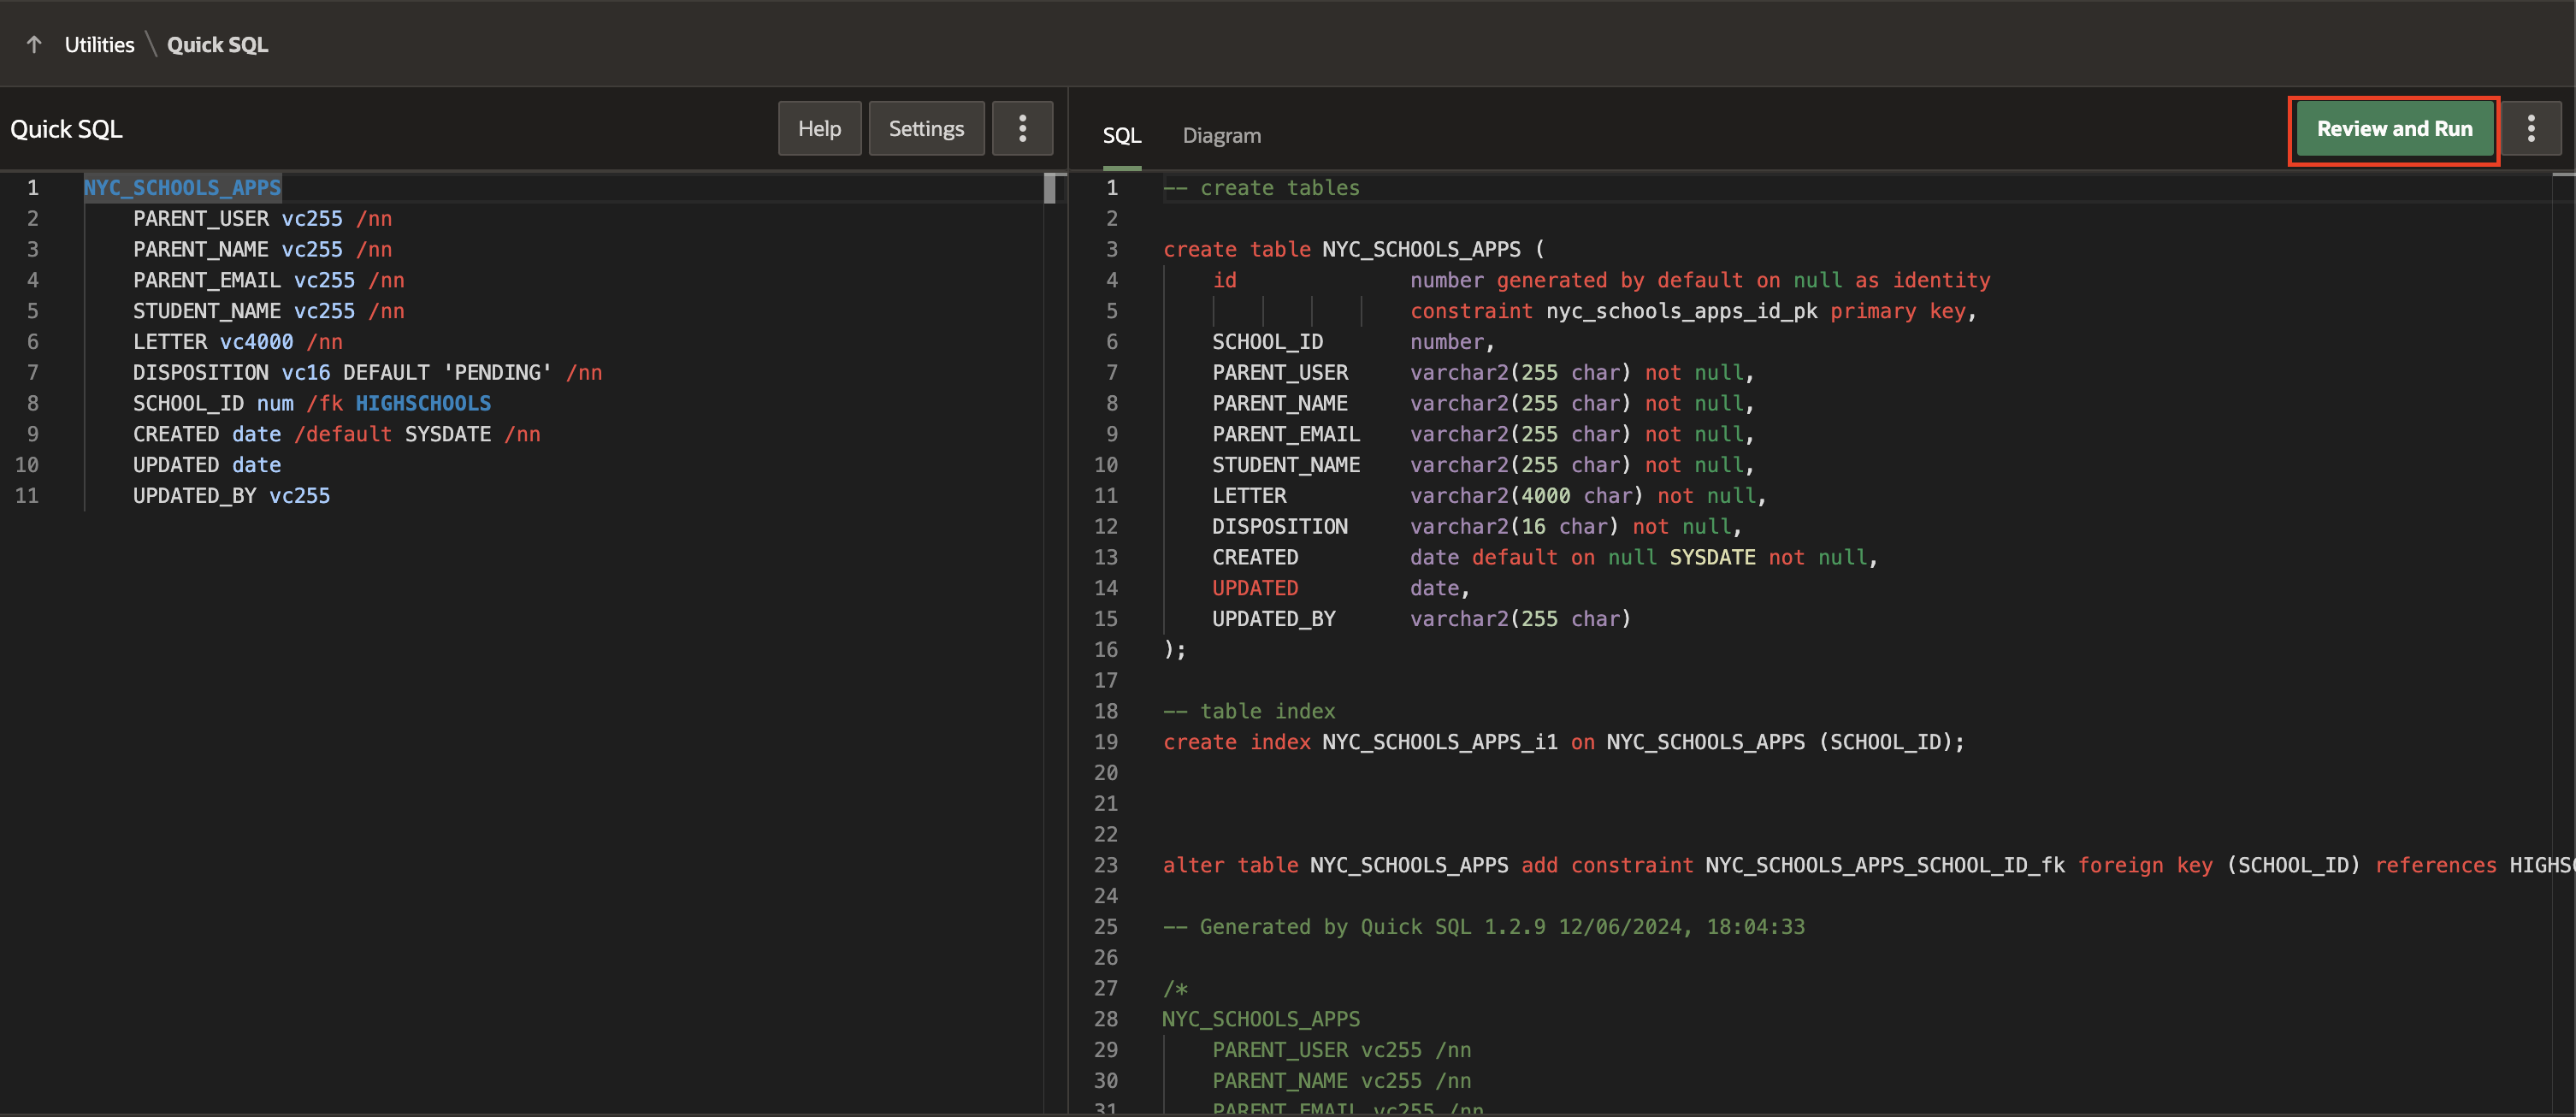 Utilities \ Quick SQL
Quick SQL
Help
Settings
1 NYC_SCHOOLS_APPS
2 PARENT_USER vc255 /nn
3 PARENT_NAME vc255 /nn
4 PARENT_EMAIL vc255 /nn
5 STUDENT_NAME vc255 /nn
6 LETTER vc4000 /nn
7 DISPOSITION vc16 DEFAULT 'PENDING' /nn
8 SCHOOL_ID num /fk HIGHSCHOOLS
9 CREATED date /default SYSDATE /nn
10 UPDATED date
11 UPDATED_BY vc255
SQL
Diagram
Review and Run
1 -- create tables
2
3 create table NYC_SCHOOLS_APPS (
4 id number generated by default on null as identity
5 constraint nyc_schools_apps_id_pk primary key,
6 SCHOOL_ID number,
7 PARENT_USER varchar2(255 char) not null,
8 PARENT_NAME varchar2(255 char) not null,
9 PARENT_EMAIL varchar2(255 char) not null,
10 STUDENT_NAME varchar2(255 char) not null,
11 LETTER varchar2(4000 char) not null,
12 DISPOSITION varchar2(16 char) not null,
13 CREATED date default on null SYSDATE not null,
14 UPDATED date,
15 UPDATED_BY varchar2(255 char)
16 );
17
18 -- table index
19 create index NYC_SCHOOLS_APPS_i1 on NYC_SCHOOLS_APPS (SCHOOL_ID);
20
21
22
23 alter table NYC_SCHOOLS_APPS add constraint NYC_SCHOOLS_APPS_SCHOOL_ID_fk foreign key (SCHOOL_ID) references
24
25 -- Generated by Quick SQL 1.2.9 12/06/2024, 18:04:33
26
27 /*
28 NYC_SCHOOLS_APPS
29 PARENT_USER vc255 /nn
30 PARENT_NAME vc255 /nn
31 PARENT_EMAIL vc255 /nn